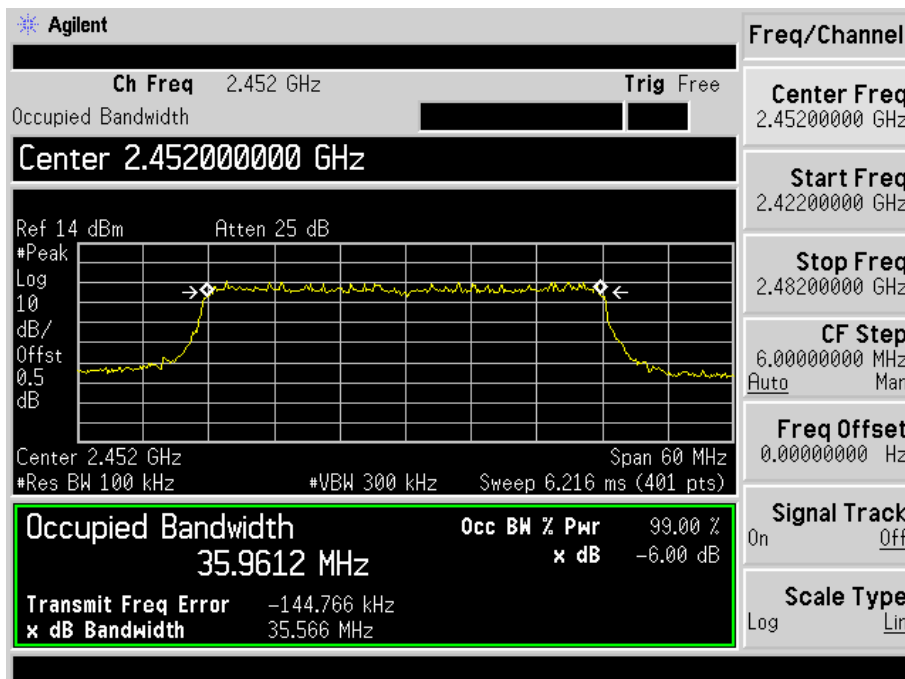 Agilent
Freq/Channel
Ch Freq 2.452 GHz Trig Free
Occupied Bandwidth
Center 2.452000000 GHz
Ref 14 dBm Atten 25 dB
#Peak
Log
10
dB/
Offst
0.5
dB
Center 2.452 GHz Span 60 MHz
#Res BW 100 kHz #VBW 300 kHz Sweep 6.216 ms (401 pts)
Occupied Bandwidth
35.9612 MHz
Occ BW % Pwr 99.00 %
x dB -6.00 dB
Transmit Freq Error -144.766 kHz
x dB Bandwidth 35.566 MHz
Center Freq
2.45200000 GHz
Start Freq
2.42200000 GHz
Stop Freq
2.48200000 GHz
CF Step
6.00000000 MHz
Auto Man
Freq Offset
0.00000000 Hz
Signal Track
On Off
Scale Type
Log Lin